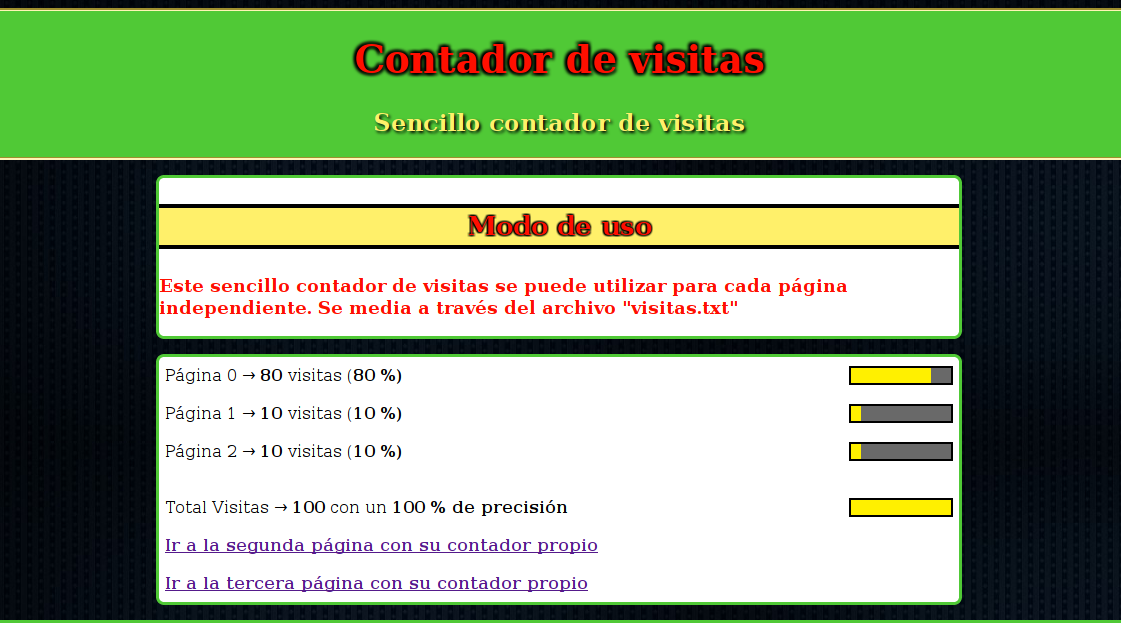 Contador de visitas
Sencillo contador de visitas
Modo de uso
Este sencillo contador de visitas se puede utilizar para cada página
independiente. Se media a través del archivo "visitas.txt"
Página 0 → 80 visitas (80 %)
Página 1 → 10 visitas (10 %)
Página 2 → 10 visitas (10 %)
Total Visitas → 100 con un 100 % de precisión
Ir a la segunda página con su contador propio
Ir a la tercera página con su contador propio